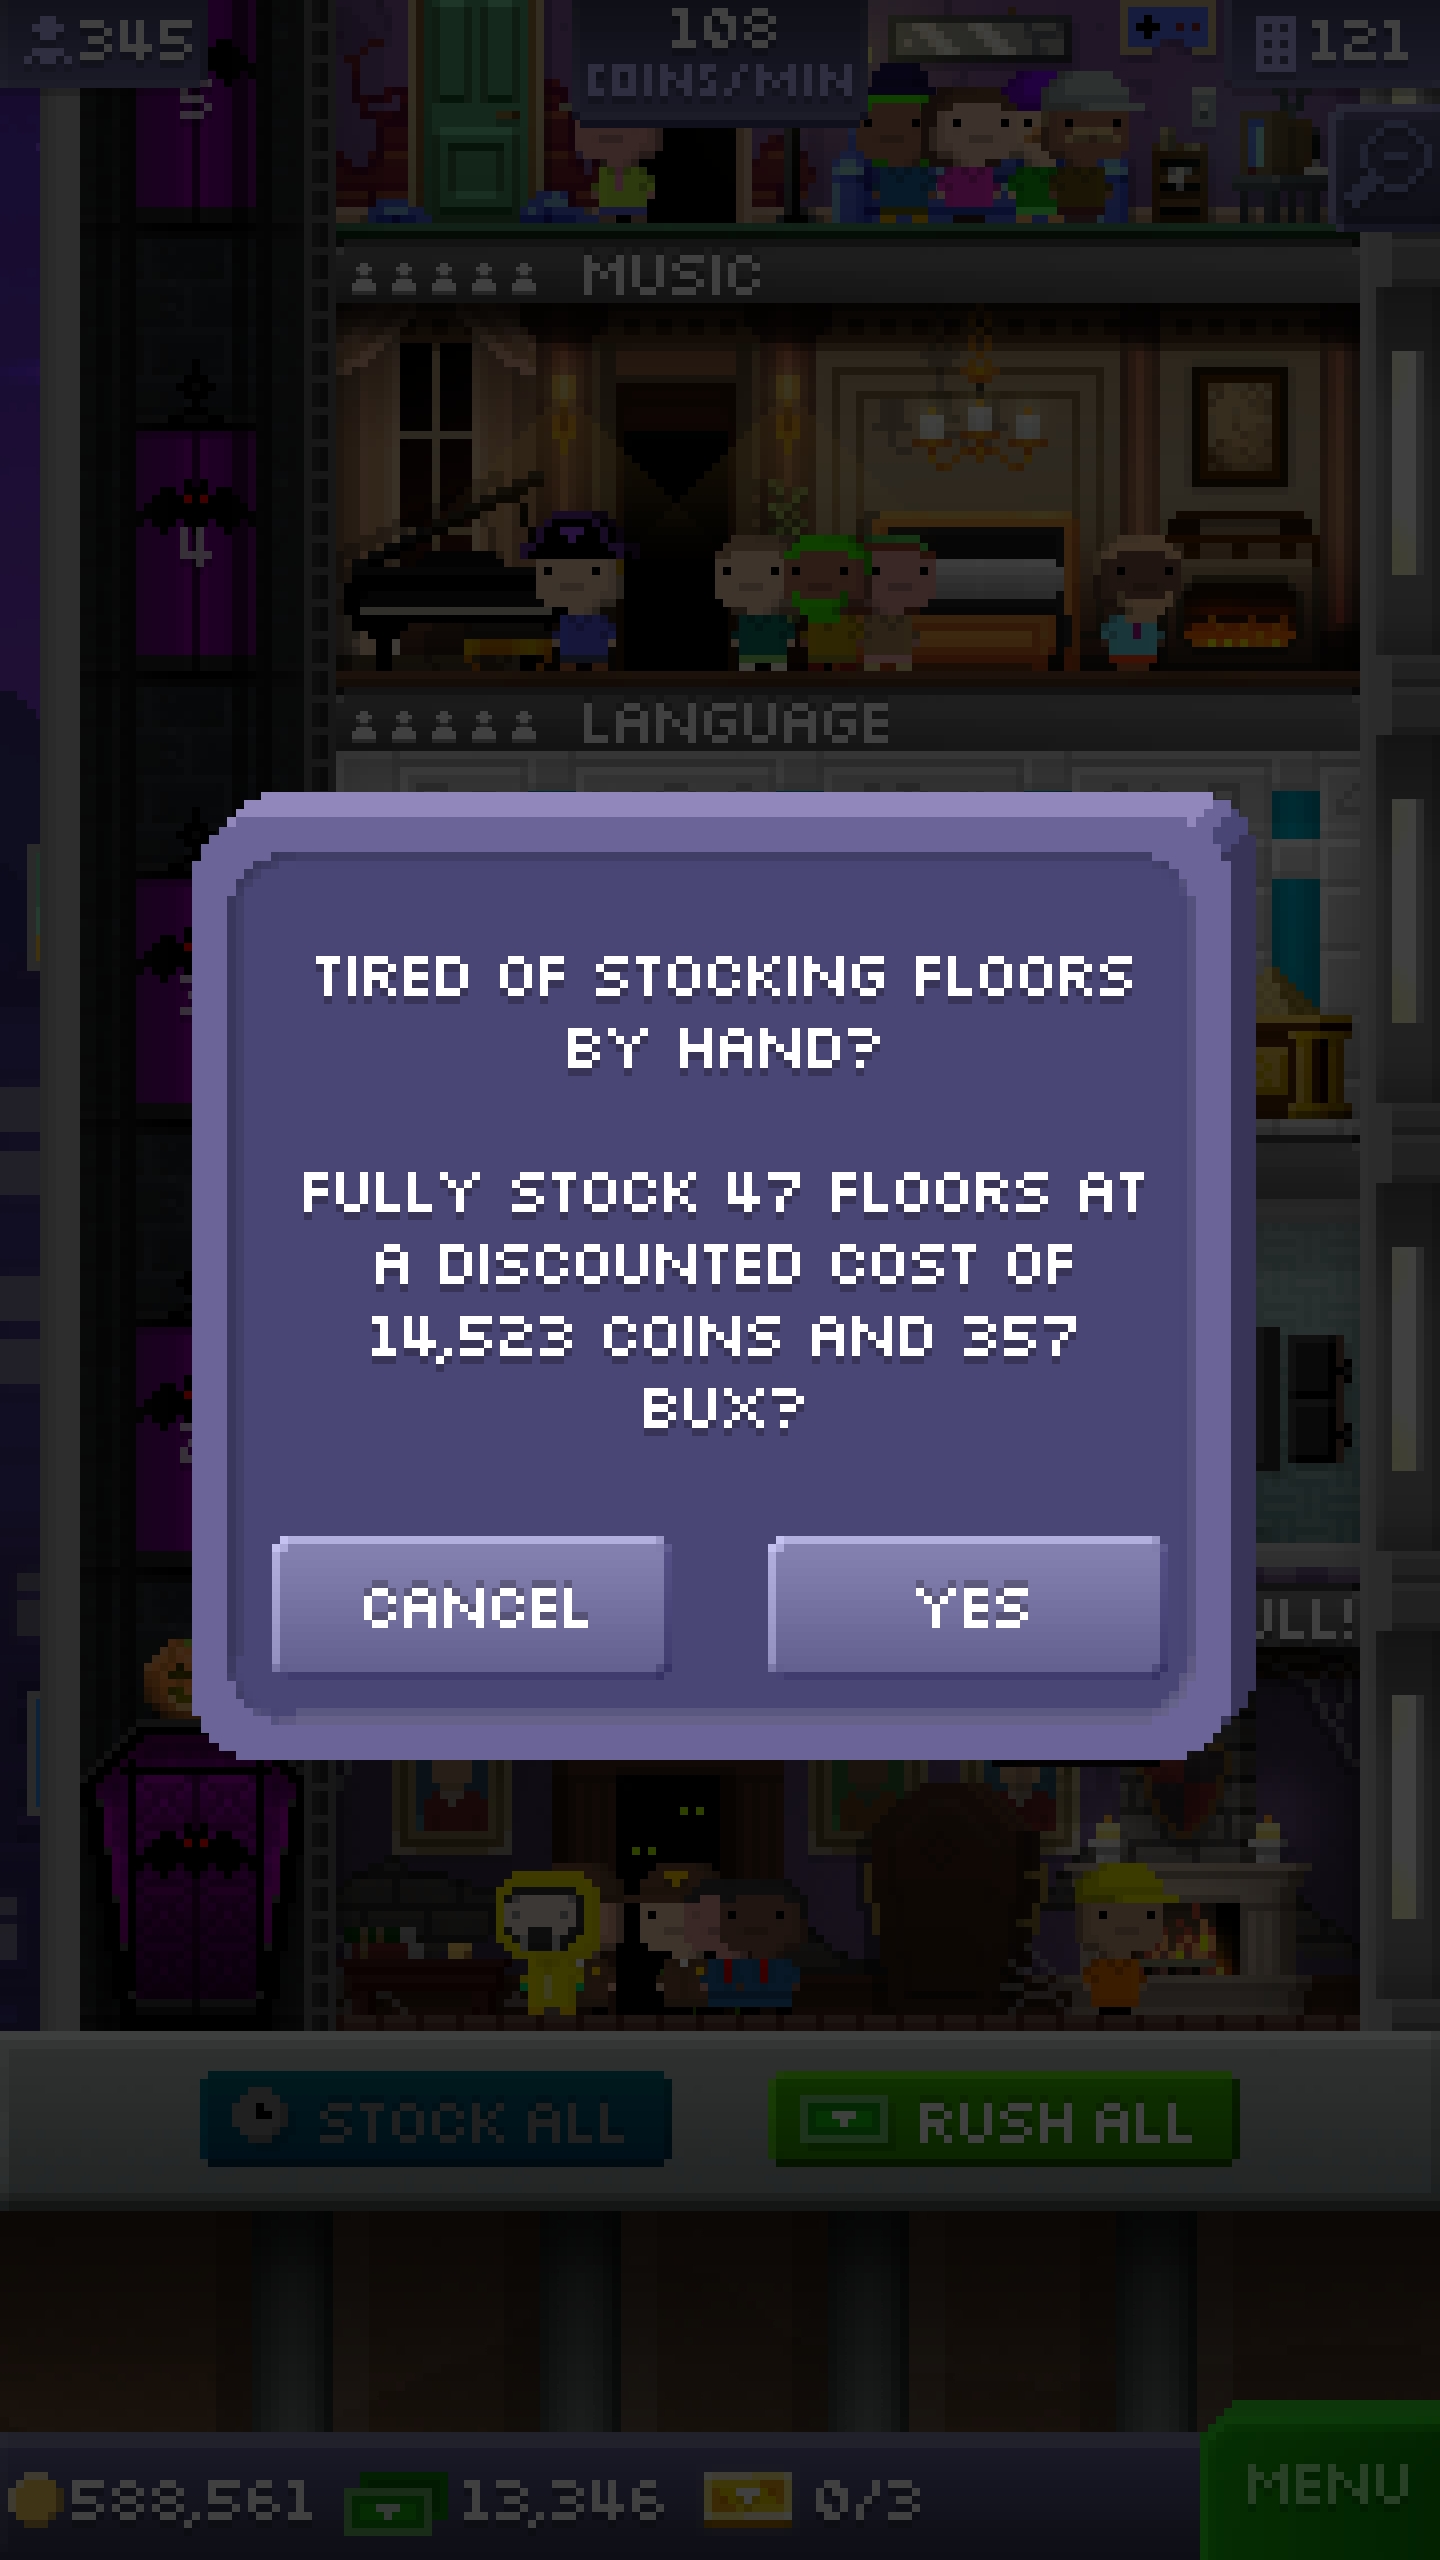 345
108
COINS/MIN
121
5
MUSIC
4
LANGUAGE
TIRED OF STOCKING FLOORS
BY HAND?
FULLY STOCK 47 FLOORS AT
A DISCOUNTED COST OF
14,523 COINS AND 357
BUX?
CANCEL
YES
STOCK ALL
RUSH ALL
588,561
13,346
0/3
MENU